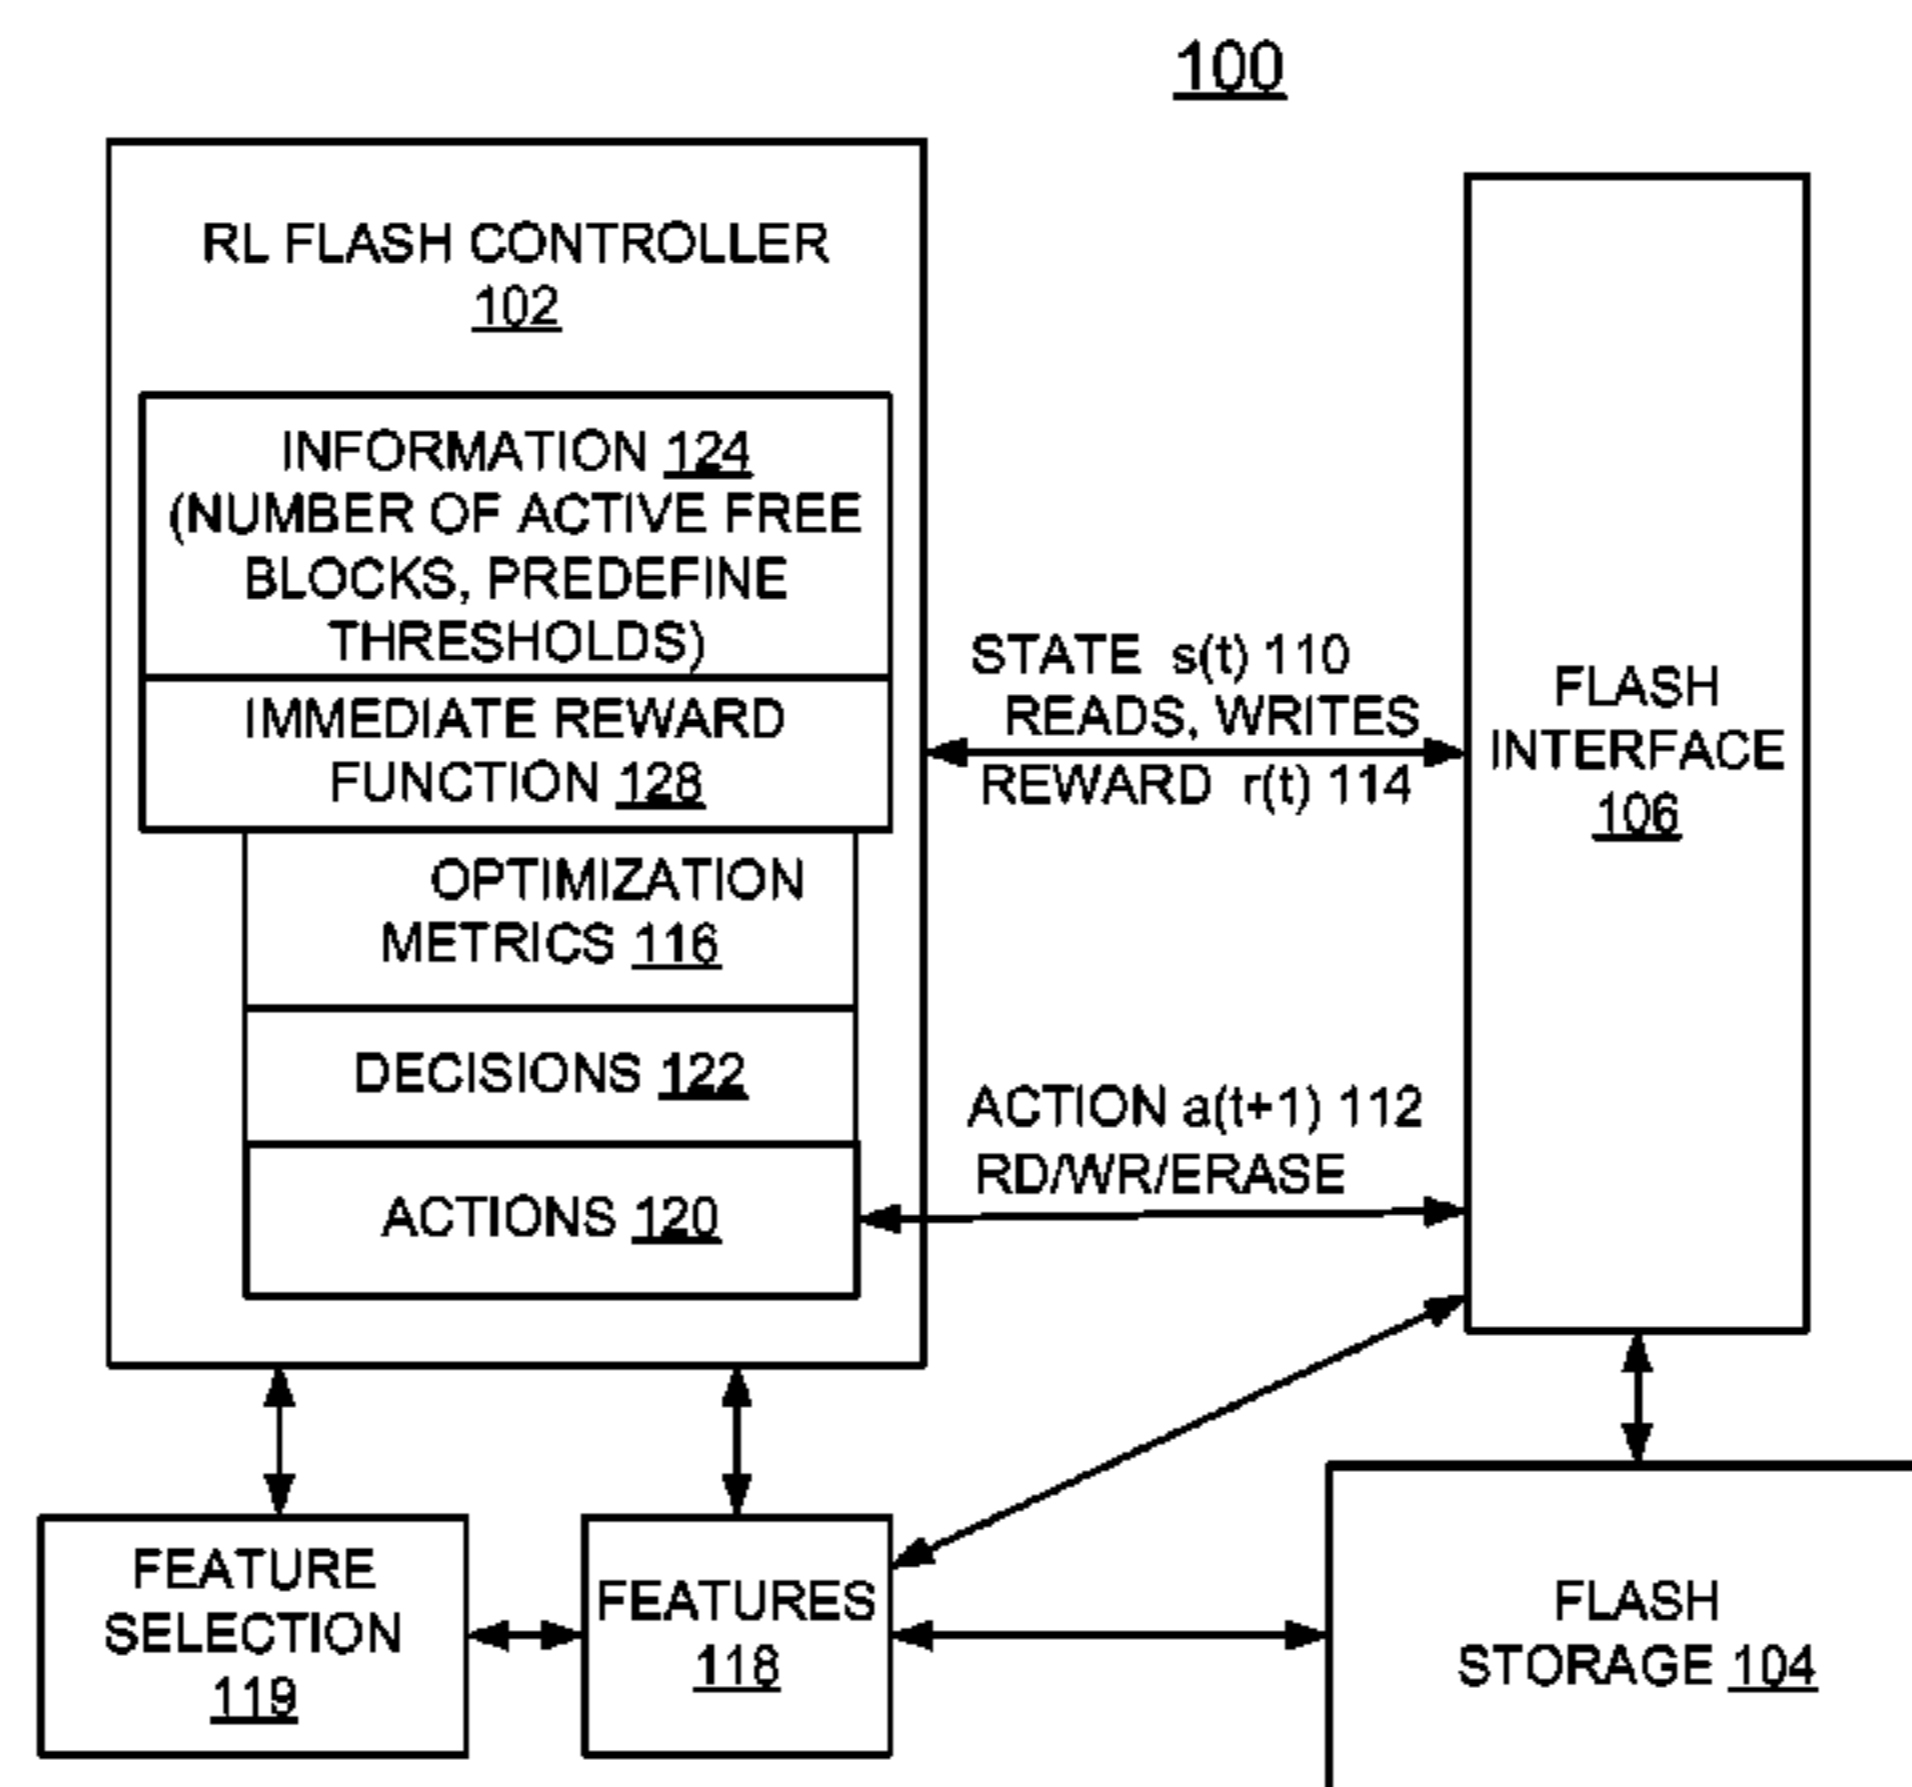 100
RL FLASH CONTROLLER
102
INFORMATION 124
(NUMBER OF ACTIVE FREE
BLOCKS, PREDEFINE
THRESHOLDS)
IMMEDIATE REWARD
FUNCTION 128
OPTIMIZATION
METRICS 116
DECISIONS 122
ACTIONS 120
STATE s(t) 110
READS, WRITES
REWARD r(t) 114
ACTION a(t+1) 112
RD/WR/ERASE
FLASH
INTERFACE
106
FEATURE
SELECTION
119
FEATURES
118
FLASH
STORAGE 104